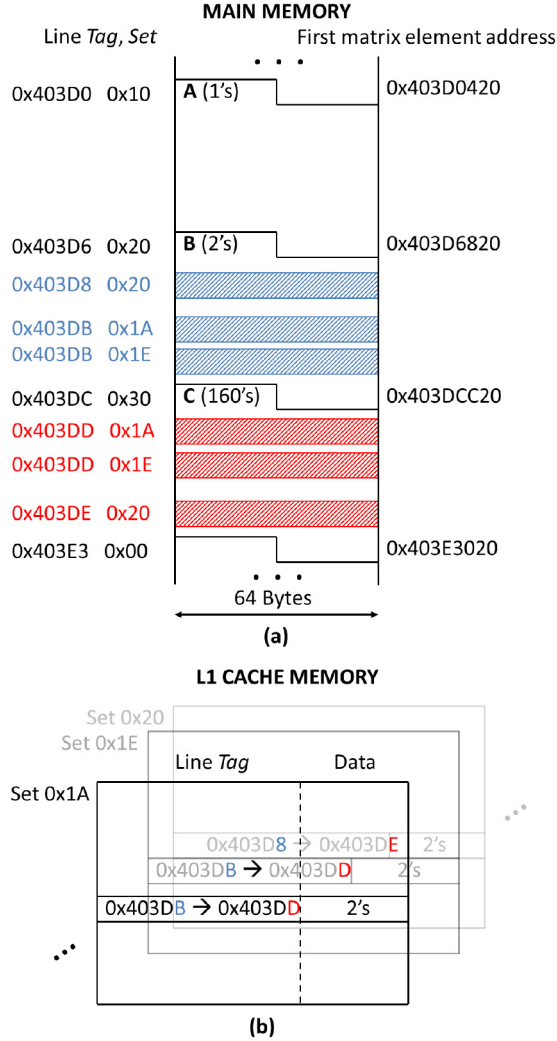 MAIN MEMORY
Line Tag, Set First matrix element address
. . .
0x403D0 0x10 A (1's) 0x403D0420
0x403D6 0x20 B (2's) 0x403D6820
0x403D8 0x20
0x403DB 0x1A
0x403DB 0x1E
0x403DC 0x30 C (160's) 0x403DCC20
0x403DD 0x1A
0x403DD 0x1E
0x403DE 0x20
0x403E3 0x00 0x403E3020
. . .
64 Bytes
(a)
L1 CACHE MEMORY
Set 0x20
Set 0x1E
Line Tag Data
Set 0x1A
...
0x403D8 → 0x403DE 2's
0x403DB → 0x403DD 2's
0x403DB → 0x403DD 2's
...
(b)